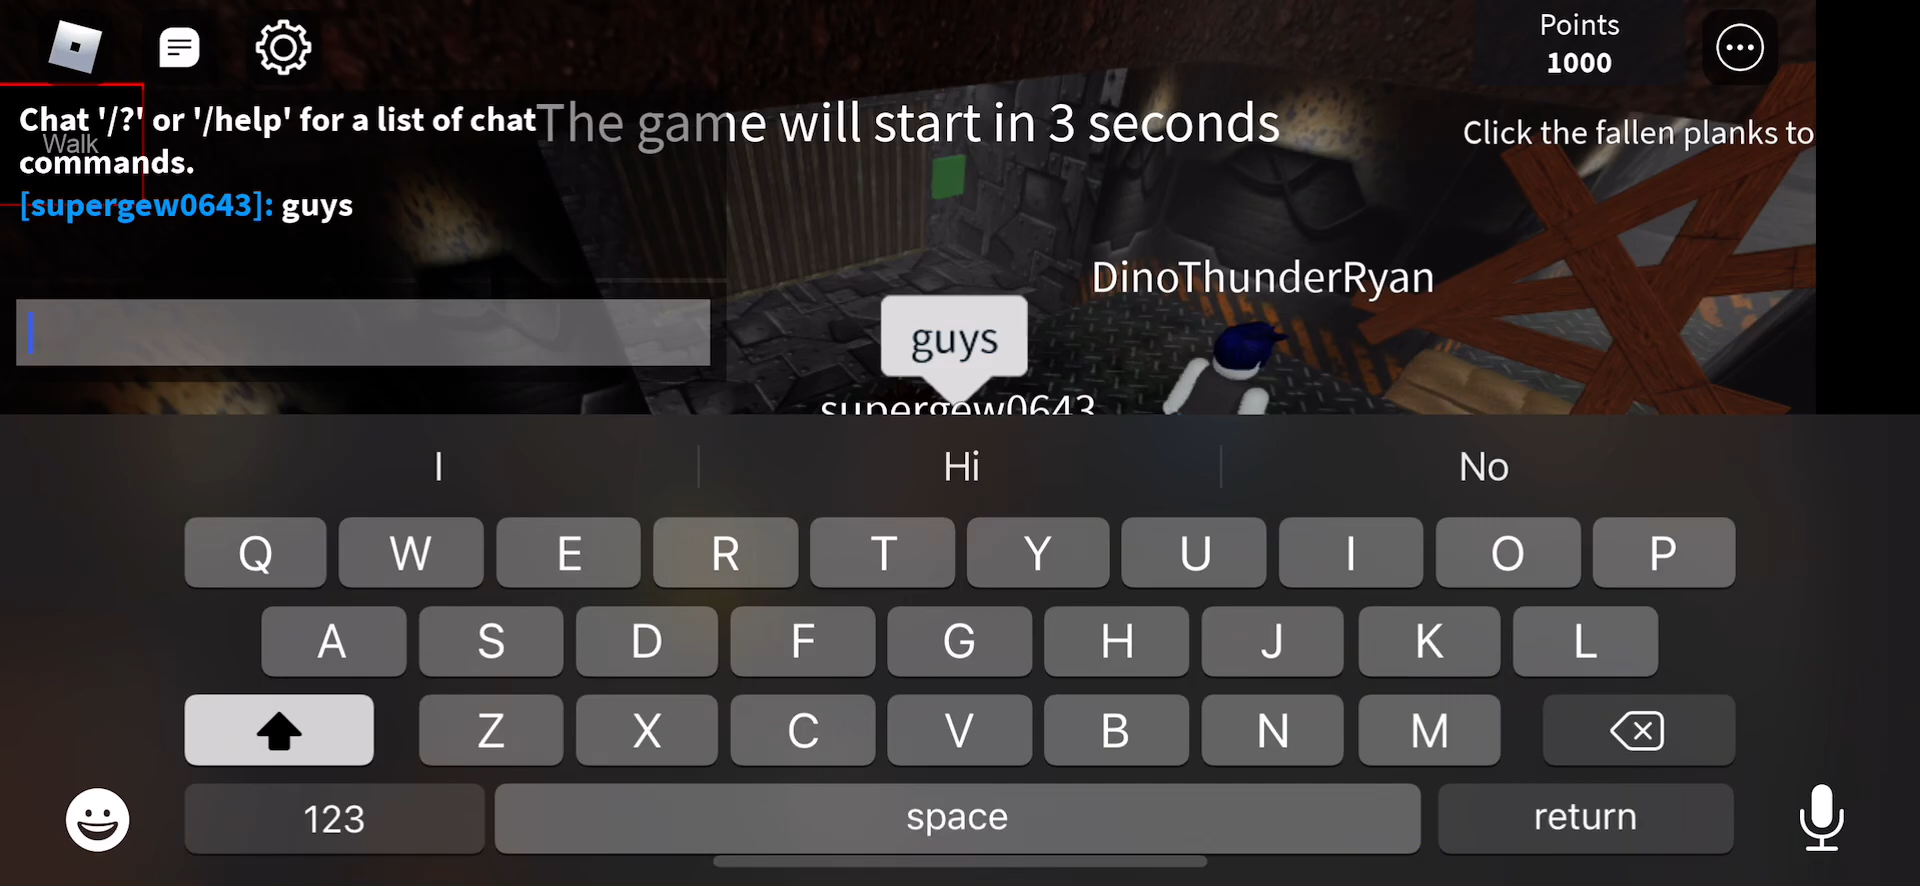 Points
1000
Chat '/?' or '/help' for a list of chat
commands.
Walk
The game will start in 3 seconds
Click the fallen planks to
[supergew0643]: guys
DinoThunderRyan
guys
supergew0643
I Hi No
Q W E R T Y U I O P
A S D F G H J K L
Z X C V B N M
123 space return